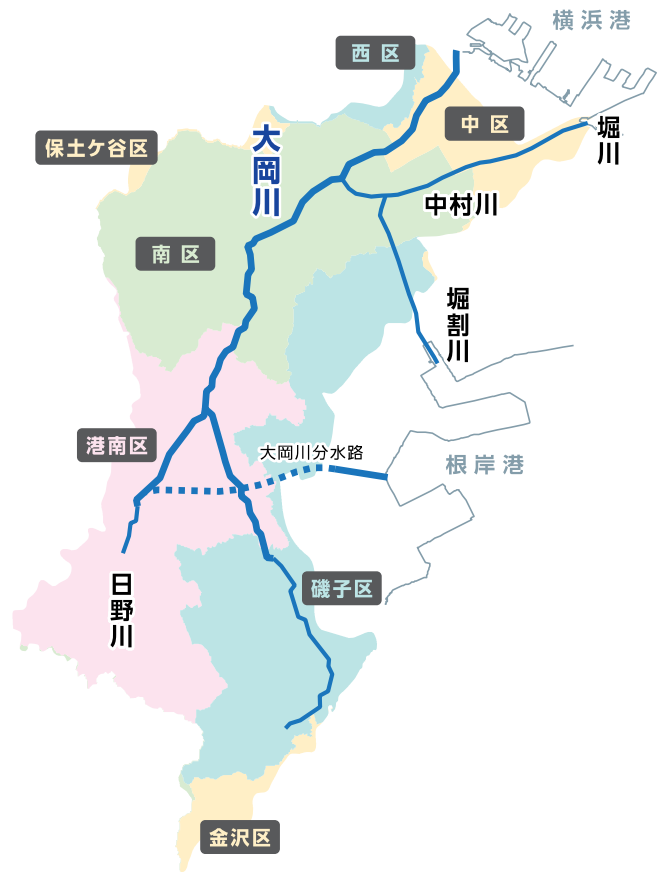 横浜港
西区
中区
堀川
保土ケ谷区
大岡川
中村川
南区
堀割川
港南区
大岡川分水路
根岸港
日野川
磯子区
金沢区